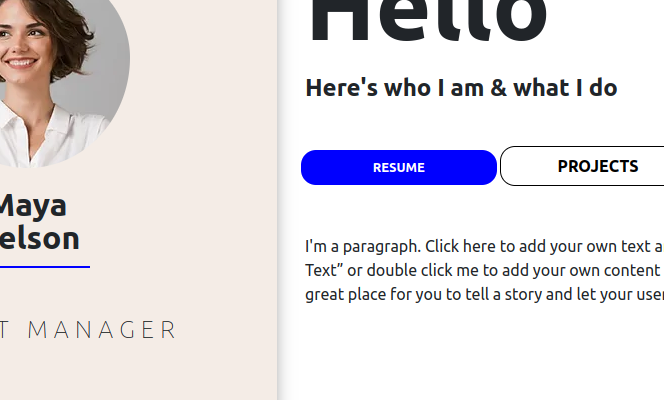 Hello
Here's who I am & what I do
RESUME
PROJECTS
I'm a paragraph. Click here to add your own text a
Text” or double click me to add your own content
great place for you to tell a story and let your user
Maya
elson
T MANAGER